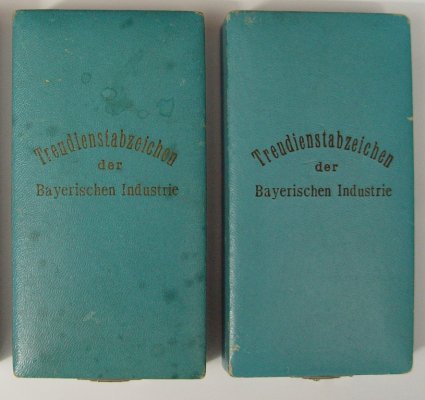 Treudienstabzeichen
der
Bayerischen Industrie
Treudienstabzeichen
der
Bayerischen Industrie